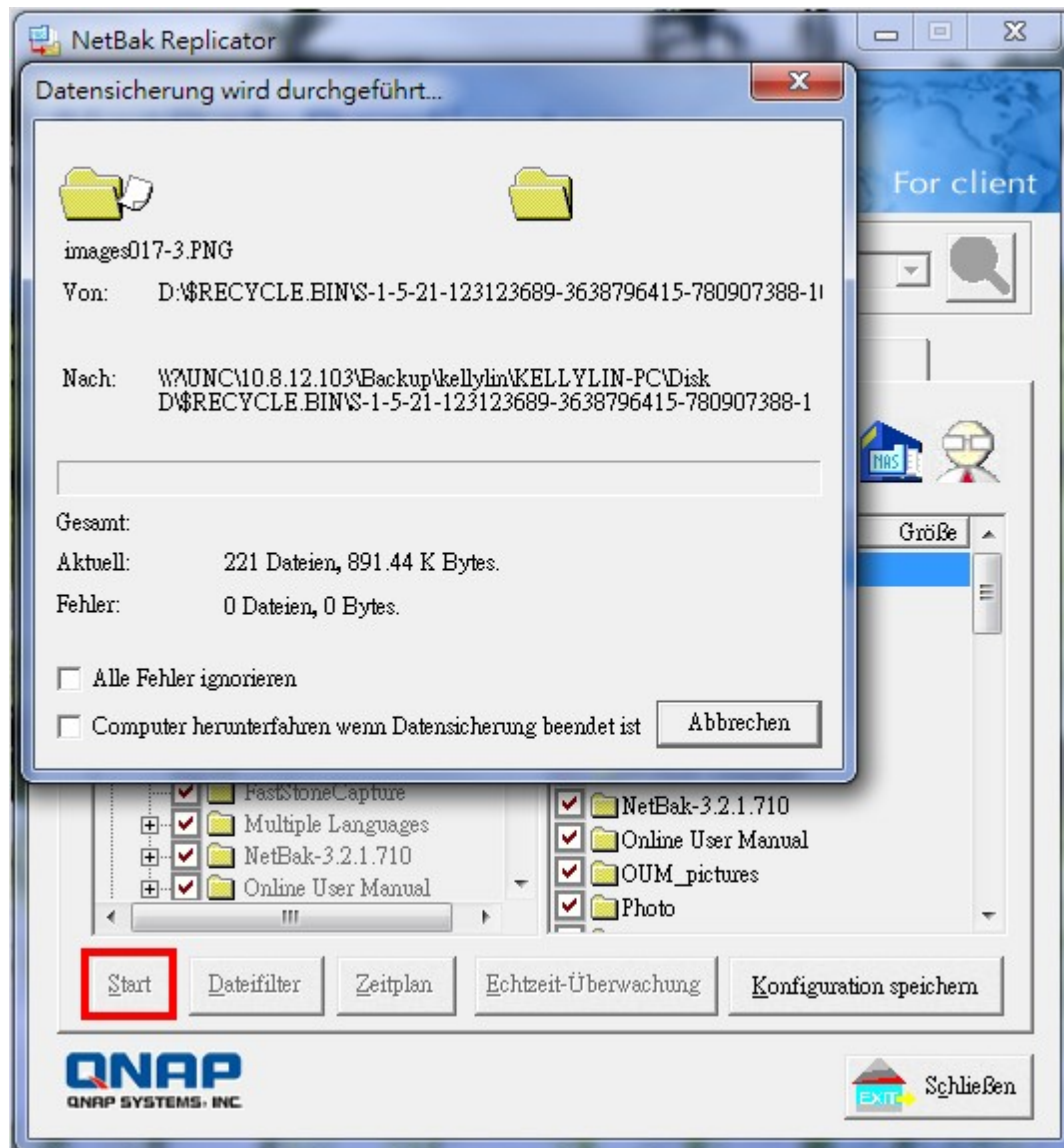 NetBak Replicator
Datensicherung wird durchgeführt...
For client
images017-3.PNG
Von: D:\$RECYCLE.BIN\S-1-5-21-123123689-3638796415-780907388-1
Nach: \\?\UNC\10.8.12.103\Backup\kellylin\KELLYLIN-PC\Disk
D\$RECYCLE.BIN\S-1-5-21-123123689-3638796415-780907388-1
NAS
Gesamt:
Größe
Aktuell: 221 Dateien, 891.44 K Bytes.
Fehler: 0 Dateien, 0 Bytes.
Alle Fehler ignorieren
Computer herunterfahren wenn Datensicherung beendet ist
Abbrechen
FastStoneCapture
Multiple Languages
NetBak-3.2.1.710
Online User Manual
NetBak-3.2.1.710
Online User Manual
OUM_pictures
Photo
Start
Dateifilter
Zeitplan
Echtzeit-Überwachung
Konfiguration speichern
QNAP
QNAP SYSTEMS, INC.
EXIT
Schließen